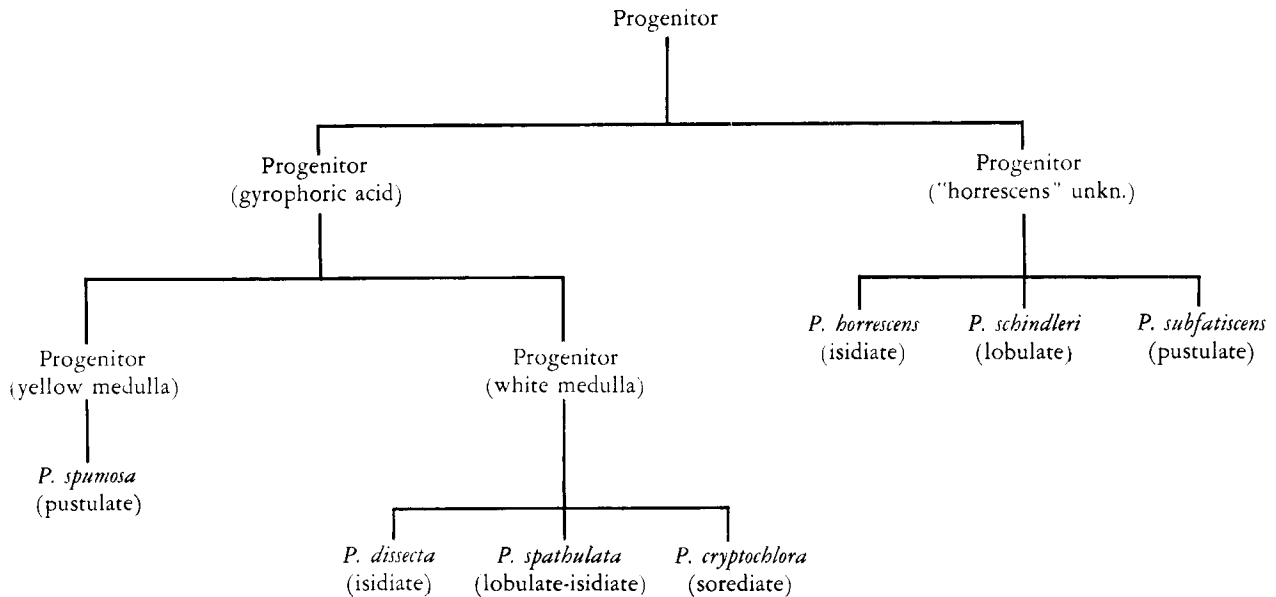 Progenitor
Progenitor
(gyrophoric acid)
Progenitor
("horrescens" unkn.)
Progenitor
(yellow medulla)
P. spumosa
(pustulate)
Progenitor
(white medulla)
P. dissecta
(isidiate)
P. spathulata
(lobulate-isidiate)
P. cryptochlora
(sorediate)
P. horrescens
(isidiate)
P. schindleri
(lobulate)
P. subfatiscens
(pustulate)